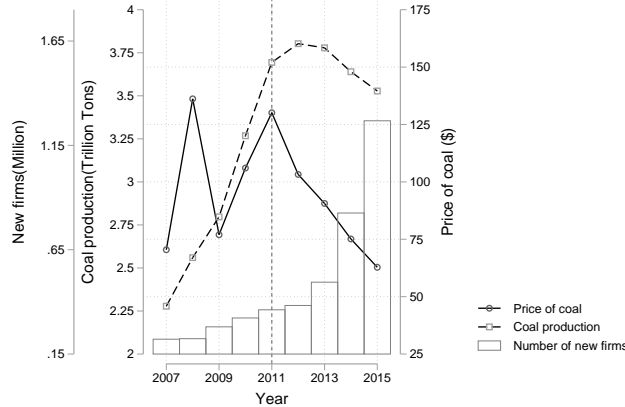 New firms(Million)
1.65
1.15
.65
.15
Coal production(Trillion Tons)
4
3.75
3.5
3.25
3
2.75
2.5
2.25
2
175
150
125
100
75
50
25
Price of coal ($)
2007 2009 2011 2013 2015
Year
Price of coal
Coal production
Number of new firms